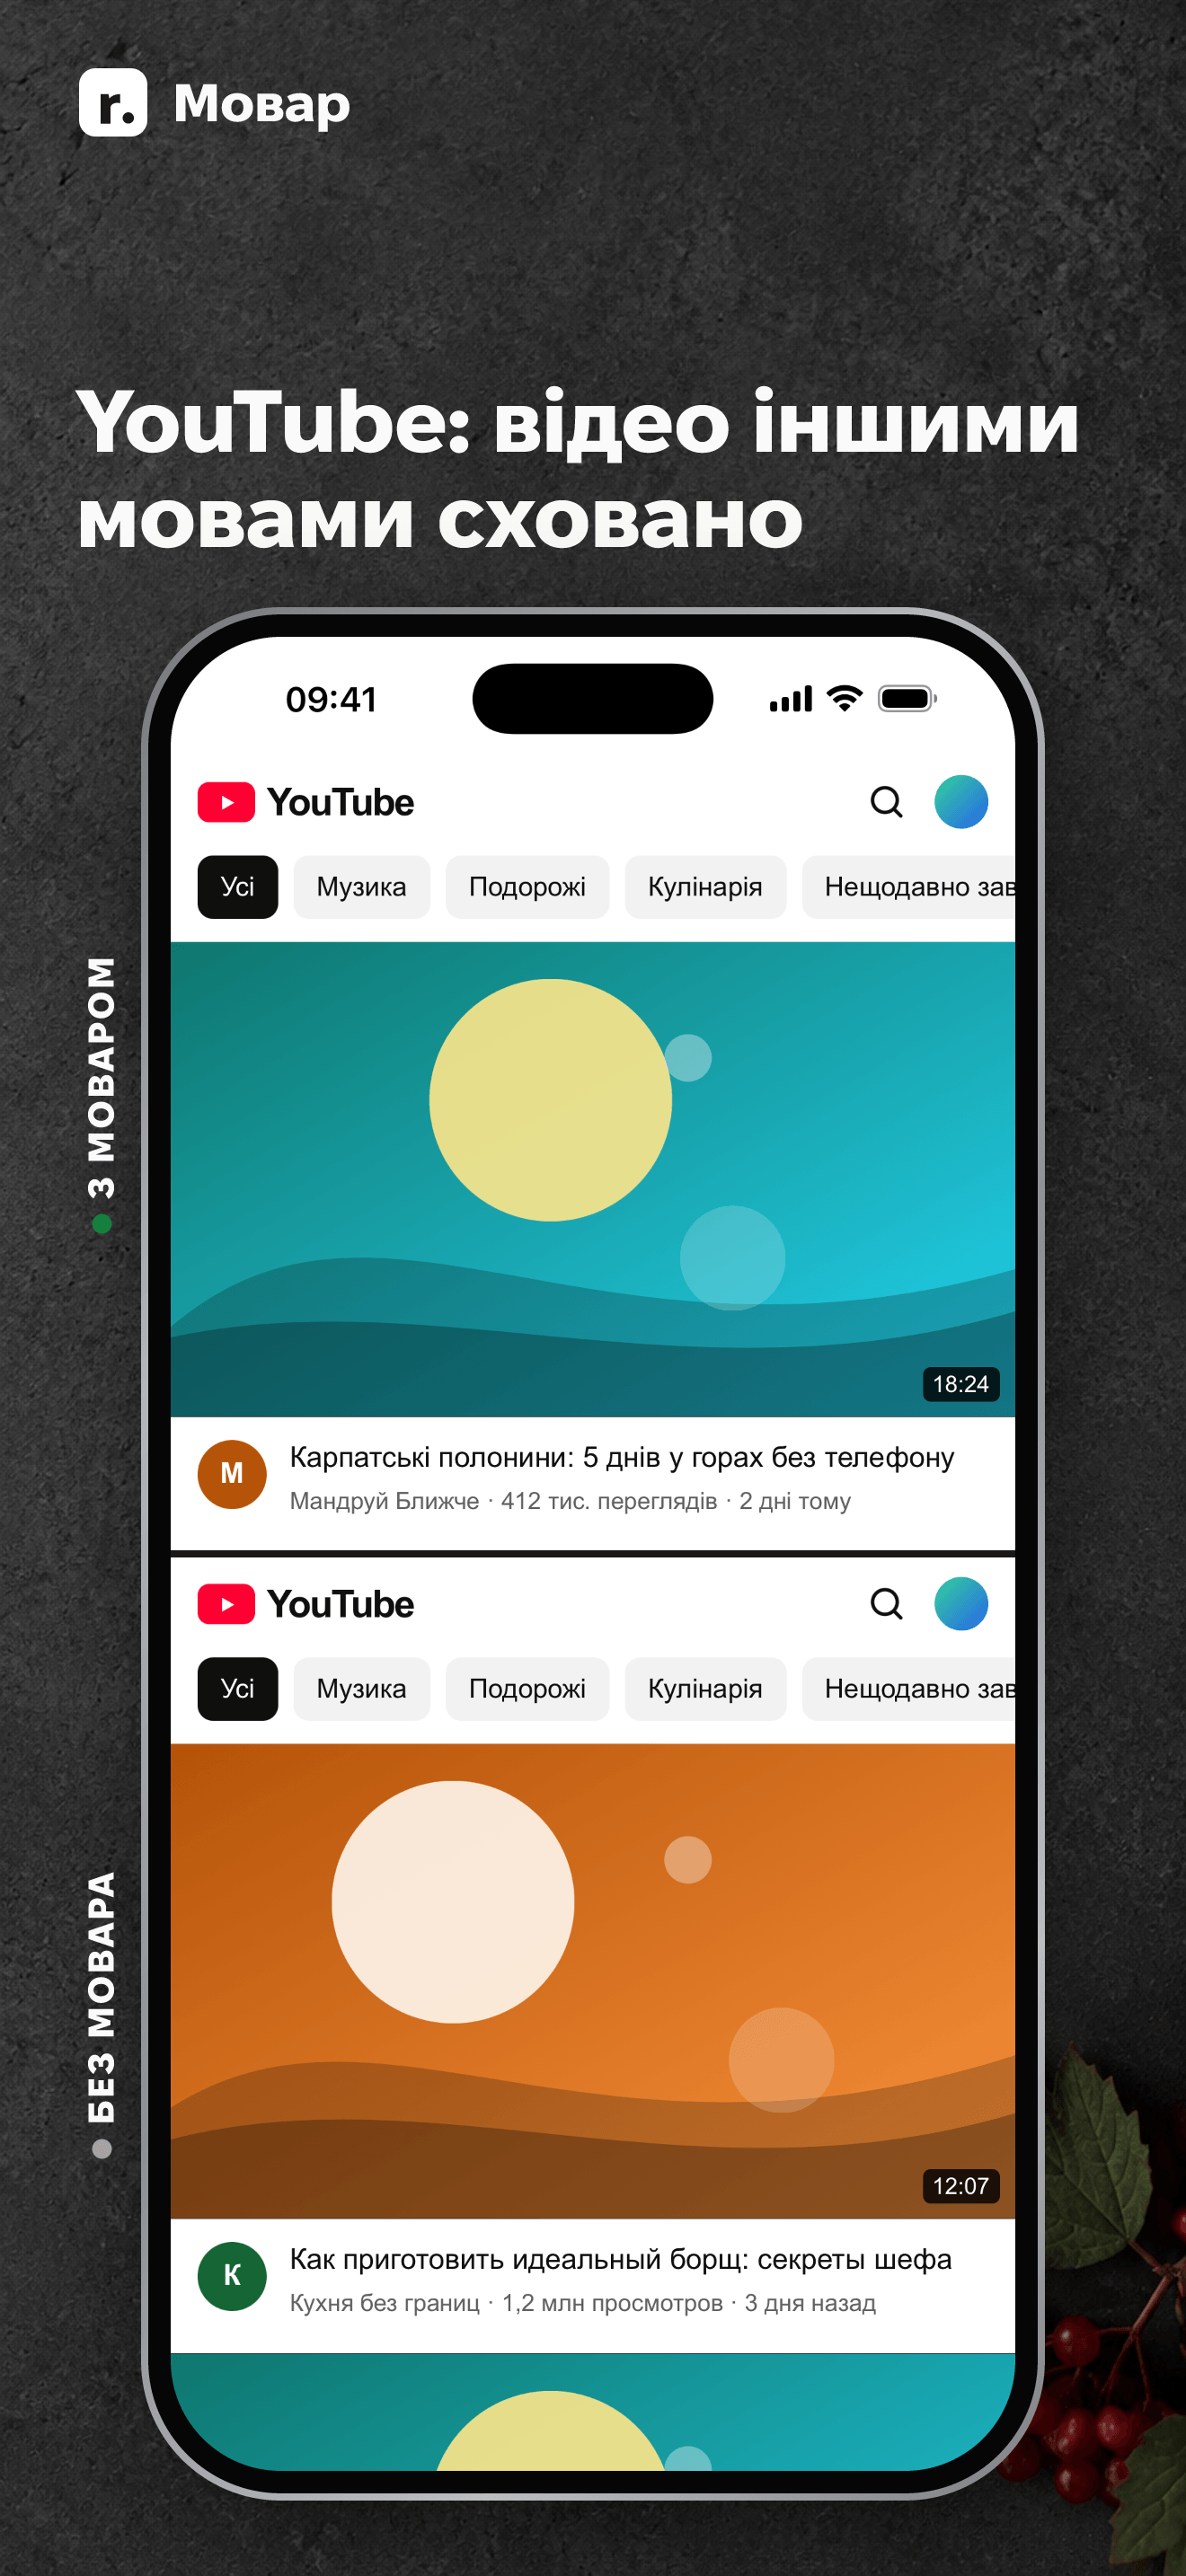 r. Мовар
YouTube: відео іншими
мовами сховано
09:41
YouTube
Усі Музика Подорожі Кулінарія Нещодавно зав
З МОВАРОМ
18:24
М
Карпатські полонини: 5 днів у горах без телефону
Мандруй Ближче · 412 тис. переглядів · 2 дні тому
YouTube
Усі Музика Подорожі Кулінарія Нещодавно зав
БЕЗ МОВАРА
12:07
К
Как приготовить идеальный борщ: секреты шефа
Кухня без границ · 1,2 млн просмотров · 3 дня назад